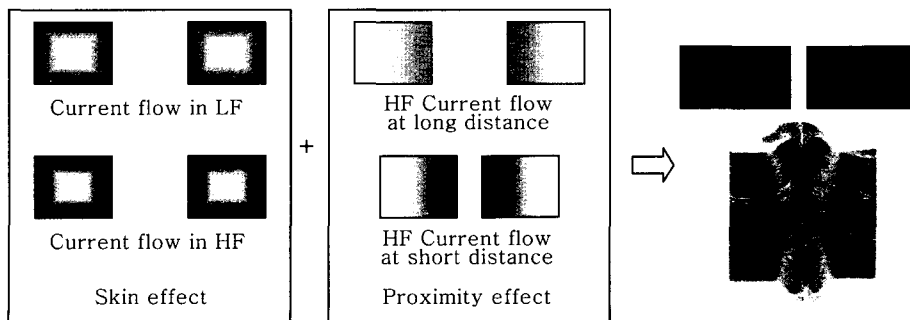 Current flow in LF
Current flow in HF
Skin effect
+
HF Current flow
at long distance
HF Current flow
at short distance
Proximity effect